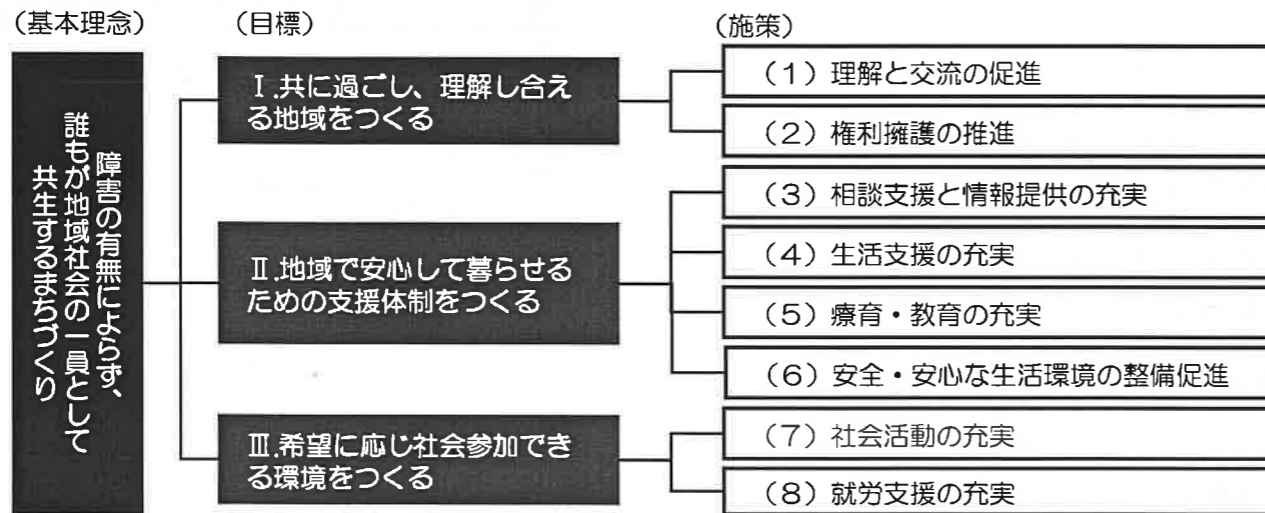 （基本理念）
（目標）
（施策）
障害の有無によらず、
誰もが地域社会の一員として
共生するまちづくり
Ⅰ.共に過ごし、理解し合え
る地域をつくる
（１）理解と交流の促進
（２）権利擁護の推進
Ⅱ.地域で安心して暮らせる
ための支援体制をつくる
（３）相談支援と情報提供の充実
（４）生活支援の充実
（５）療育・教育の充実
（６）安全・安心な生活環境の整備促進
Ⅲ.希望に応じ社会参加でき
る環境をつくる
（７）社会活動の充実
（８）就労支援の充実